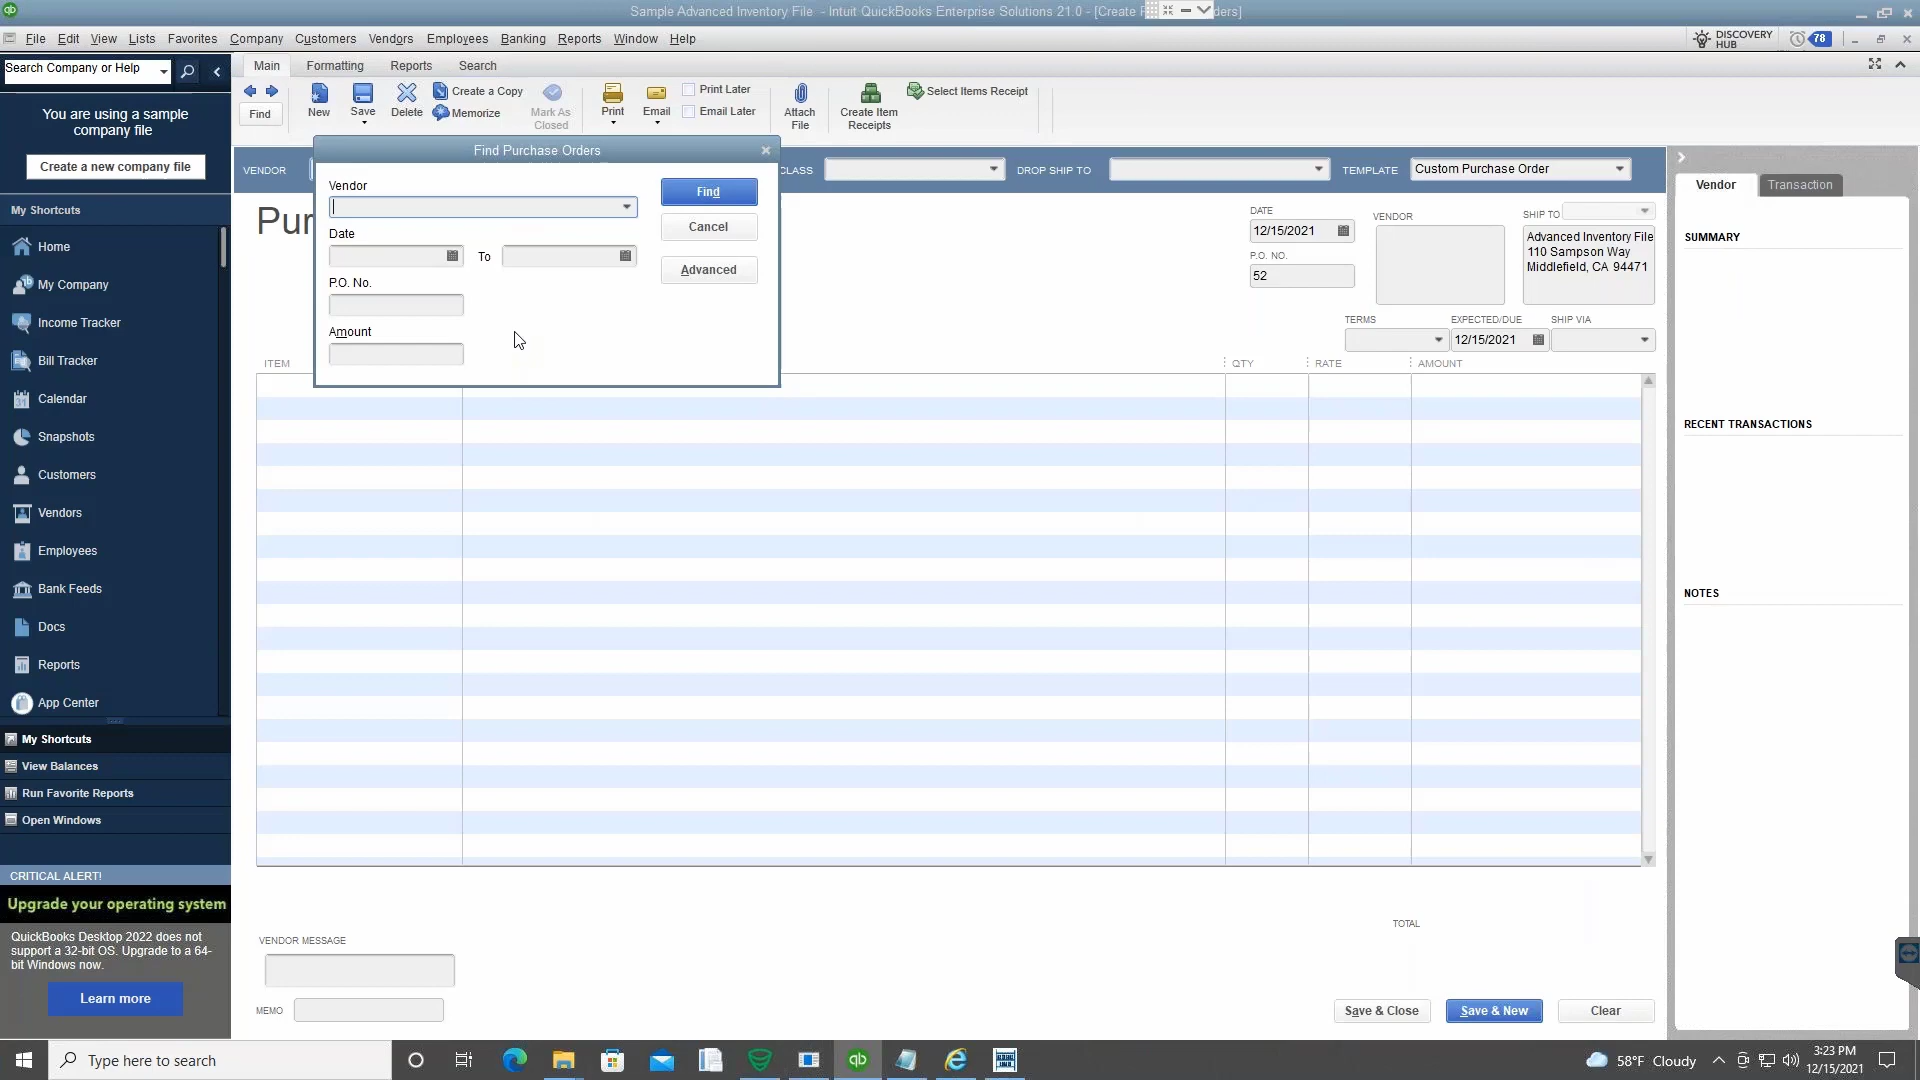 Sample Advanced Inventory File - Intuit QuickBooks Enterprise Solutions 21.0 - [Create
ders]
File Edit View Lists Favorites Company Customers Vendors Employees Banking Reports Window Help
DISCOVERY HUB
78
Search Company or Help
Main Formatting Reports Search
Find
New
Save
Delete
Create a Copy
Memorize
Mark As
Closed
Print
Email
Print Later
Email Later
Attach
File
Create Item
Receipts
Select Items Receipt
You are using a sample
company file
Create a new company file
My Shortcuts
Home
My Company
Income Tracker
Bill Tracker
Calendar
31
Snapshots
Customers
Vendors
Employees
Bank Feeds
Docs
Reports
App Center
My Shortcuts
View Balances
Run Favorite Reports
Open Windows
CRITICAL ALERT!
Upgrade your operating system
QuickBooks Desktop 2022 does not
support a 32-bit OS. Upgrade to a 64-
bit Windows now.
Learn more
VENDOR
CLASS
DROP SHIP TO
TEMPLATE
Custom Purchase Order
Find Purchase Orders
Vendor
Date
To
P.O. No.
Amount
Find
Cancel
Advanced
Pur
DATE
12/15/2021
P.O. NO.
52
VENDOR
SHIP TO
Advanced Inventory File
110 Sampson Way
Middlefield, CA 94471
TERMS
EXPECTED/DUE
12/15/2021
SHIP VIA
ITEM QTY RATE AMOUNT
TOTAL
VENDOR MESSAGE
MEMO
Save & Close
Save & New
Clear
Vendor Transaction
SUMMARY
RECENT TRANSACTIONS
NOTES
Type here to search
qb
58°F Cloudy
3:23 PM
12/15/2021